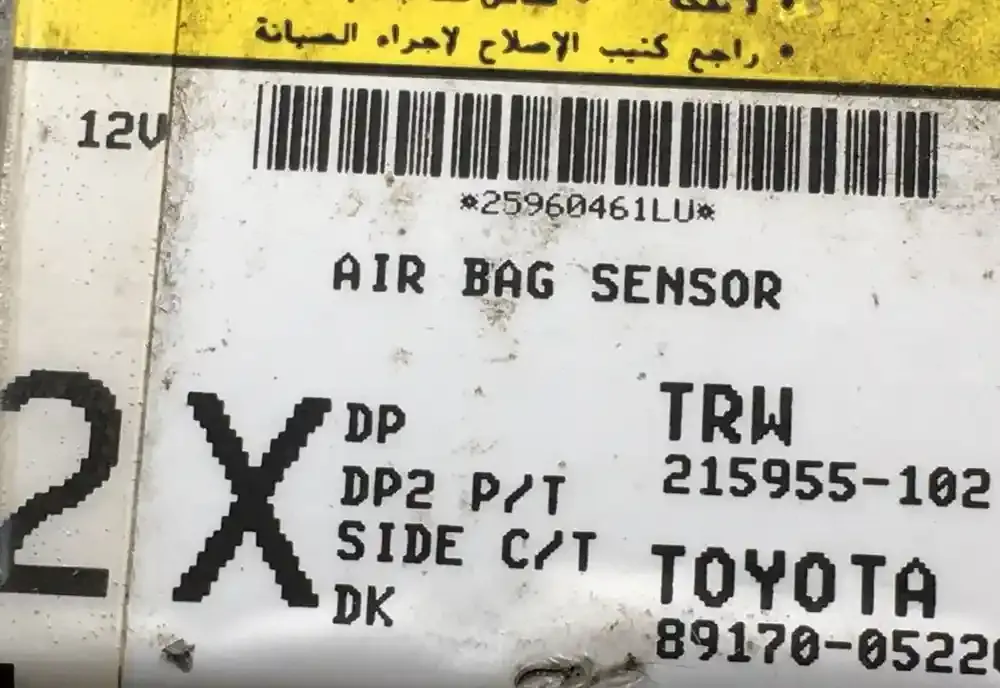 • راجع كتيب الإصلاح لاجراء الصيانة
12V
*25960461LU*
AIR BAG SENSOR
2X
DP
DP2 P/T
SIDE C/T
DK
TRW
215955-102
TOYOTA
89170-0522